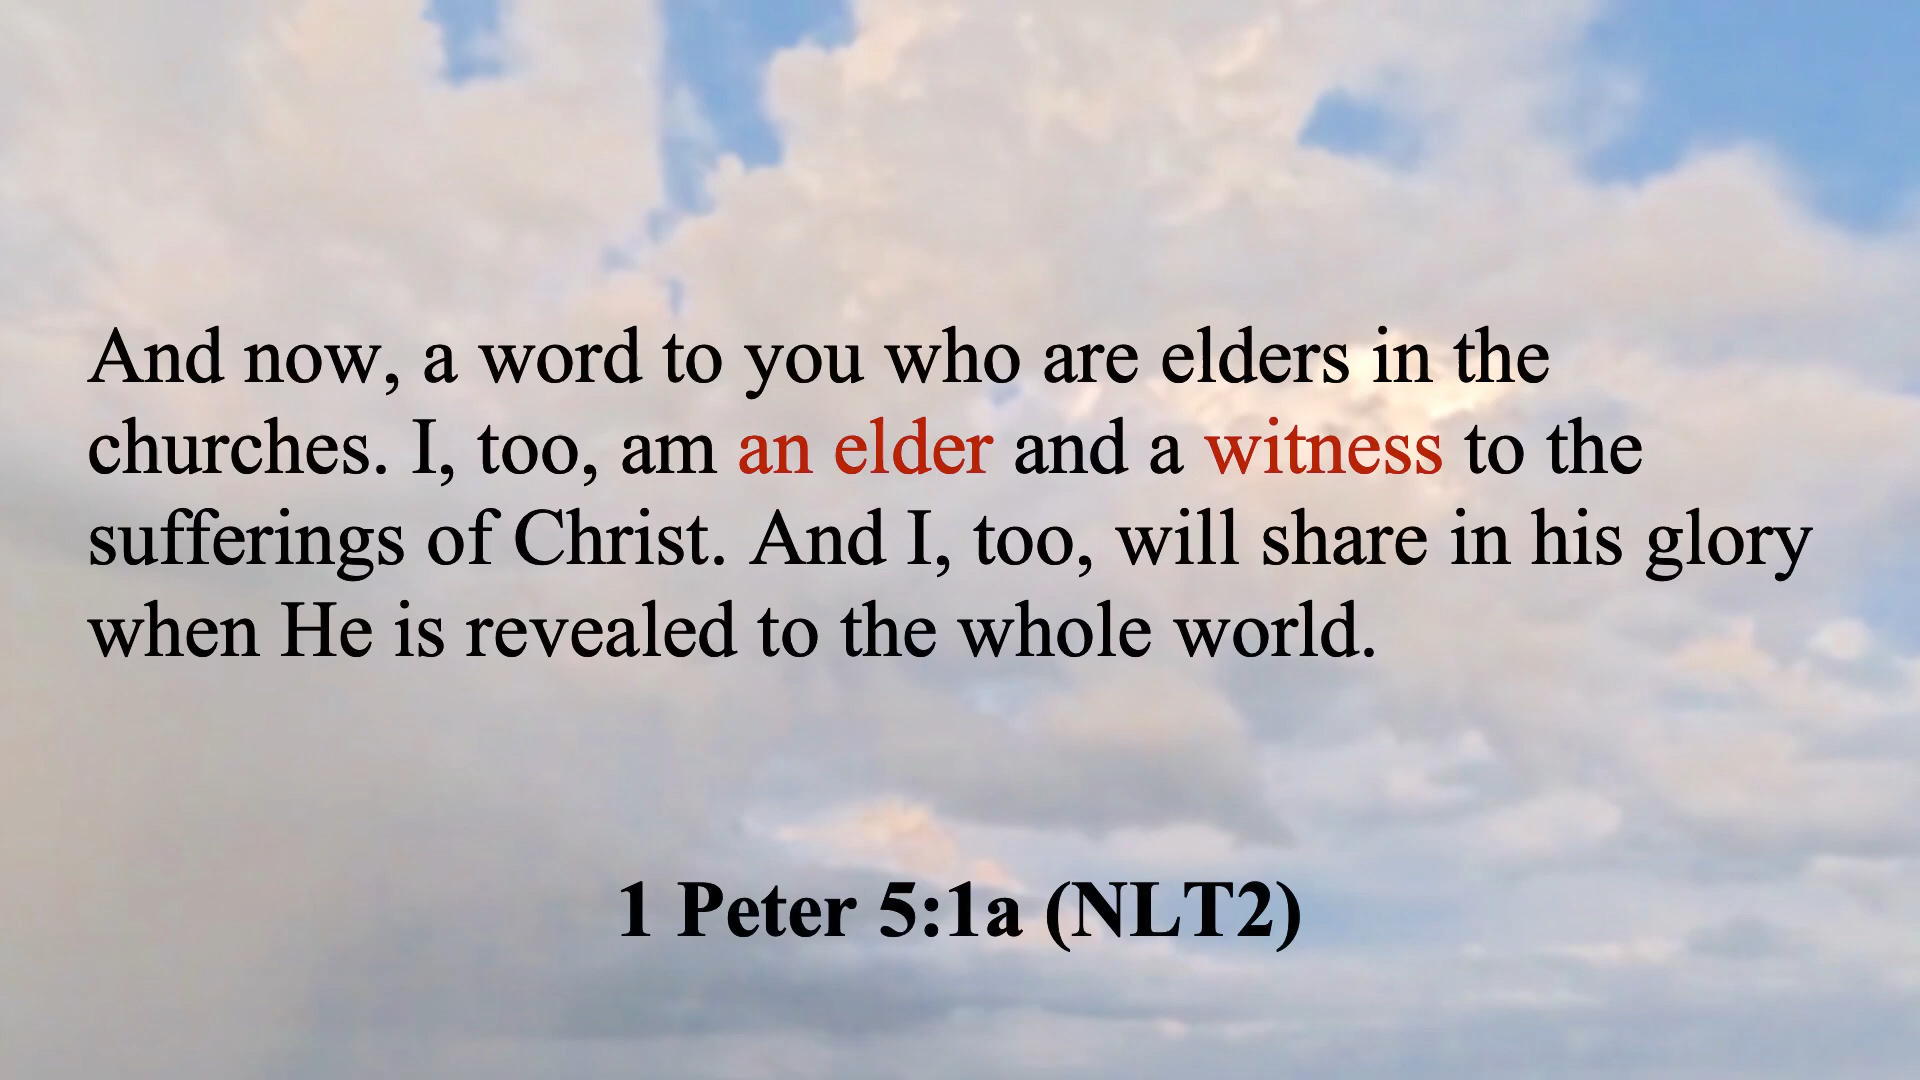 And now, a word to you who are elders in the
churches. I, too, am an elder and a witness to the
sufferings of Christ. And I, too, will share in his glory
when He is revealed to the whole world.
1 Peter 5:1a (NLT2)